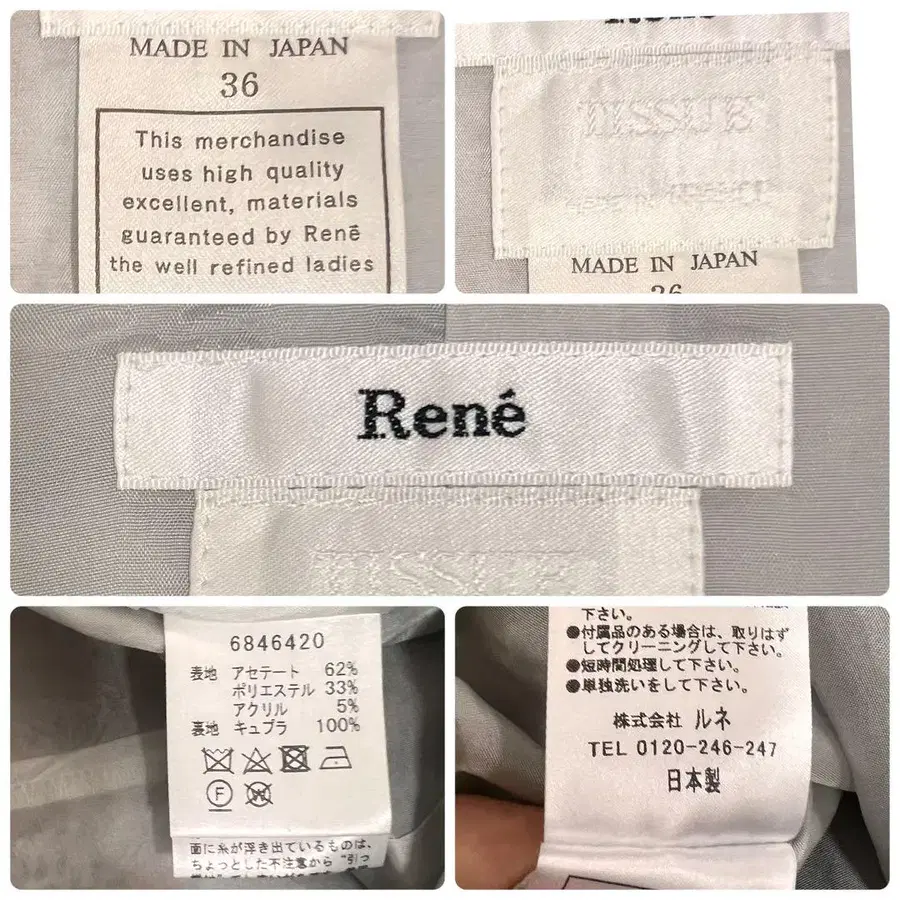 MADE IN JAPAN
36
This merchandise
uses high quality
excellent, materials
guaranteed by René
the well refined ladies
TISSUE
MADE IN JAPAN
36
René
6846420
表地 アセテート 62%
ポリエステル 33%
アクリル 5%
裏地 キュプラ 100%
F W
面に糸が浮き出ているものは、
ちょっとした不注意から "引っ
下さい。
●付属品のある場合は、取りはず
してクリーニングして下さい。
●短時間処理して下さい。
●単独洗いをして下さい。
株式会社 ルネ
TEL 0120-246-247
日本製